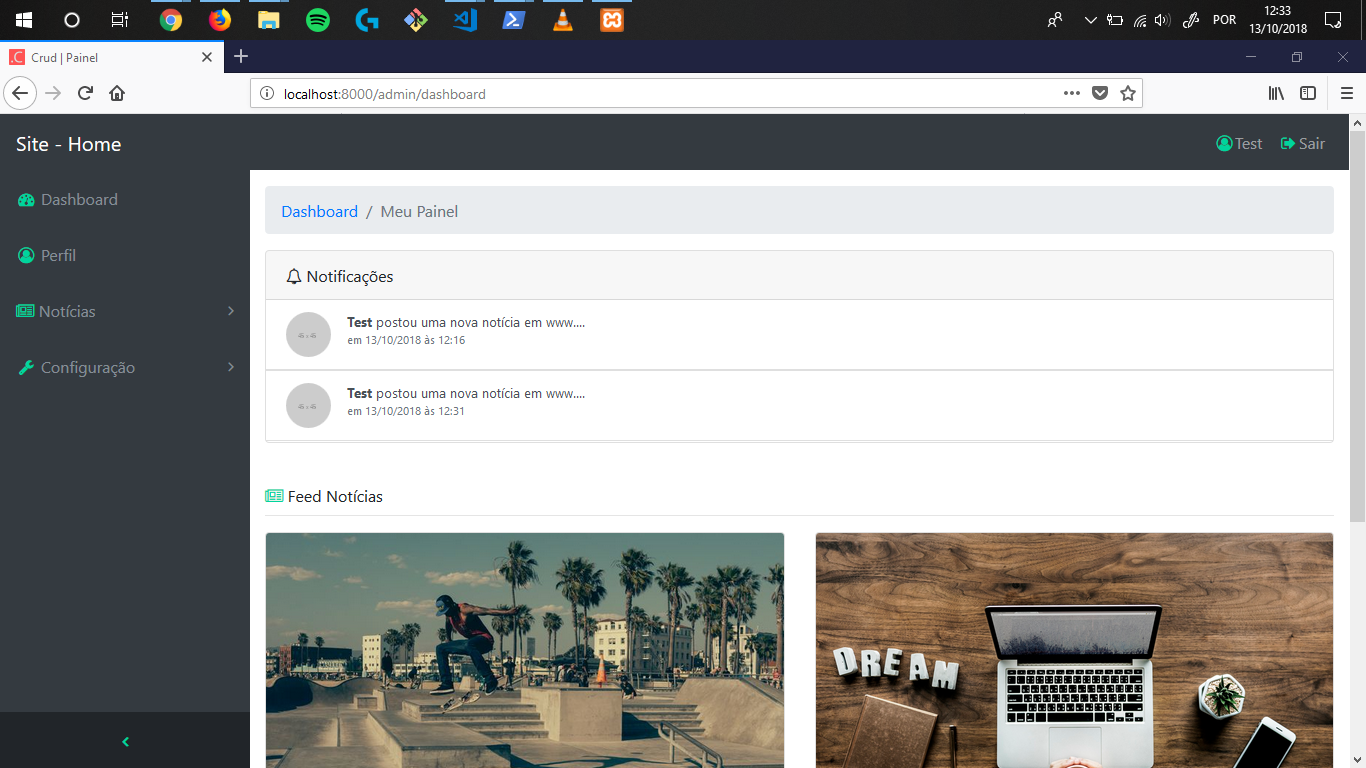 POR
12:33
13/10/2018
Crud | Painel
localhost:8000/admin/dashboard
Site - Home
Test
Sair
Dashboard
Perfil
Notícias
Configuração
Dashboard / Meu Painel
Notificações
Test postou uma nova notícia em www....
em 13/10/2018 às 12:16
Test postou uma nova notícia em www....
em 13/10/2018 às 12:31
Feed Notícias
DREAM